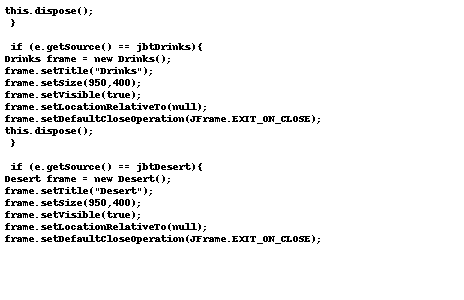 this.dispose();
}
if (e.getSource() == jbtDrinks){
Drinks frame = new Drinks();
frame.setTitle("Drinks");
frame.setSize(950,400);
frame.setVisible(true);
frame.setLocationRelativeTo(null);
frame.setDefaultCloseOperation(JFrame.EXIT_ON_CLOSE);
this.dispose();
}
if (e.getSource() == jbtDesert){
Desert frame = new Desert();
frame.setTitle("Desert");
frame.setSize(950,400);
frame.setVisible(true);
frame.setLocationRelativeTo(null);
frame.setDefaultCloseOperation(JFrame.EXIT_ON_CLOSE);